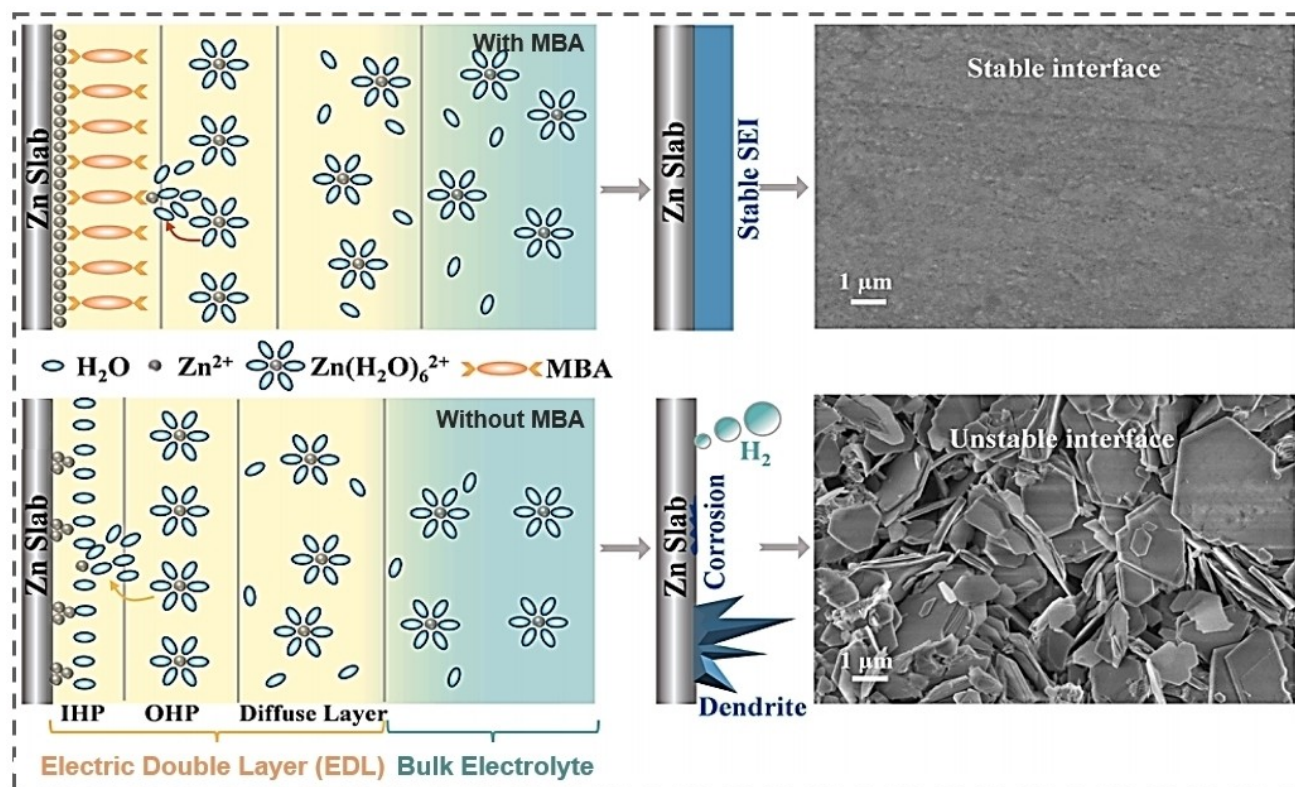 With MBA
Zn Slab
Zn Slab
Stable SEI
Stable interface
1 μm
H₂O
Zn²⁺
Zn(H₂O)₆²⁺
MBA
Without MBA
Zn Slab
Zn Slab
H₂
Corrosion
Dendrite
Unstable interface
1 μm
IHP
OHP
Diffuse Layer
Electric Double Layer (EDL)
Bulk Electrolyte